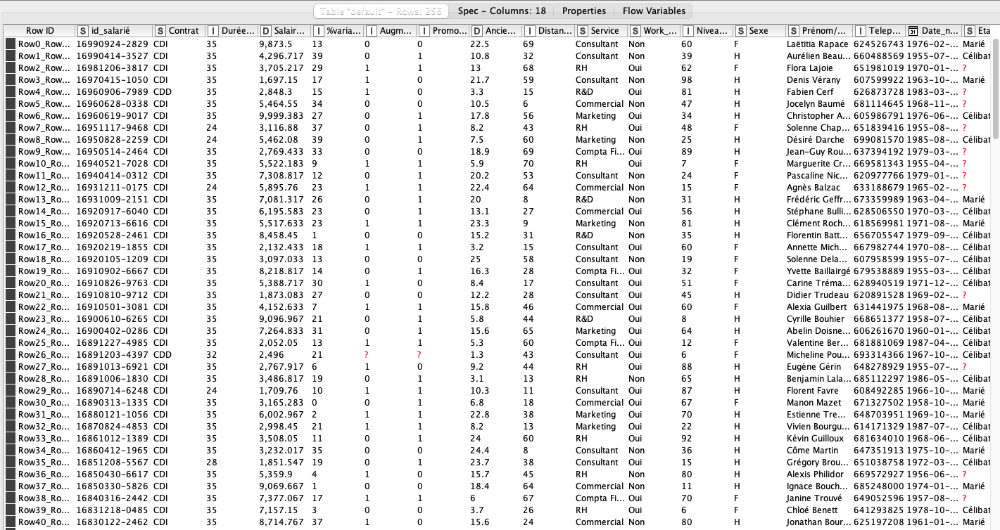 Table "default" - Rows: 256 Spec - Columns: 18 Properties Flow Variables
Row ID S id_salarié S Contrat I Durée... D Salair... I %varia... I Augm... I Promo... D Ancie... I Distan... S Service S Work_... I Nivea... S Sexe S Prénom/... I Telep... 31 Date_n... S Eta
Row0_Row... 16990924-2829 CDI 35 9,873.5 13 0 0 22.5 69 Consultant Non 60 F Laëtitia Rapace 624526743 1976-02-... Marié
Row1_Row... 16990414-3527 CDI 35 4,296.717 39 1 0 10.8 32 Consultant Non 39 H Aurélien Beau... 660488569 1955-07-... Célibat
Row2_Row... 16981206-3817 CDI 35 3,705.217 29 1 1 13 68 RH Oui 62 F Flora Lajoie 651981019 1970-01-... ?
Row3_Row... 16970415-1050 CDI 35 1,697.15 17 1 0 21.7 59 Consultant Non 98 H Denis Vérany 607599922 1963-10-... Marié
Row4_Row... 16960906-7989 CDD 35 2,848.3 15 1 0 3.3 15 R&D Oui 81 H Fabien Cerf 626873728 1983-03-... ?
Row5_Row... 16960628-0338 CDD 35 5,464.55 34 0 0 10.5 6 Commercial Non 47 H Jocelyn Baumé 681114645 1968-11-... ?
Row6_Row... 16960619-9017 CDI 35 9,999.383 27 0 1 17.8 56 Marketing Oui 34 H Christopher A... 605986791 1976-06-... Célibat
Row7_Row... 16951117-9468 CDI 24 3,116.88 37 0 1 8.2 43 RH Oui 48 F Solenne Chap... 651839416 1955-08-... ?
Row8_Row... 16950828-2259 CDI 24 5,462.08 39 0 1 7.5 60 Marketing Non 25 H Désiré Darche 699081570 1985-08-... Célibat
Row9_Row... 16950514-2464 CDI 35 2,769.433 33 0 0 18.9 69 Compta Fi... Oui 89 H Jean-Guy Rou... 637394192 1979-03-... ?
Row10_Ro... 16940521-7028 CDI 35 5,522.183 9 0 1 5.9 70 RH Oui 7 F Marguerite Cr... 669581343 1955-04-... ?
Row11_Ro... 16940414-0312 CDI 35 7,308.817 12 0 1 20.2 53 Consultant Non 24 F Pascaline Nic... 620977766 1979-01-... ?
Row12_Ro... 16931211-0175 CDI 24 5,895.76 23 1 1 22.4 64 Commercial Non 15 F Agnès Balzac 633188679 1965-02-... ?
Row13_Ro... 16931009-2151 CDI 35 7,081.317 26 0 1 20 8 R&D Non 31 H Frédéric Geffr... 673359989 1963-04-... Marié
Row14_Ro... 16920917-6040 CDI 35 6,195.583 23 0 1 13.1 27 Commercial Oui 56 H Stéphane Bulli... 628506550 1970-03-... Célibat
Row15_Ro... 16920713-6616 CDI 35 5,517.633 23 1 1 23.3 9 Marketing Non 81 H Clément Roch... 618569981 1971-08-... Marié
Row16_Ro... 16920528-2461 CDI 35 8,458.45 1 0 0 15.2 31 R&D Non 35 H Florentin Batt... 656705547 1979-09-... Célibat
Row17_Ro... 16920219-1855 CDI 35 2,132.433 18 1 1 3.2 15 Consultant Oui 60 F Annette Mich... 667982744 1970-08-... Célibat
Row18_Ro... 16920105-1209 CDI 35 3,097.033 13 0 0 25 58 Consultant Non 19 F Solenne Dela... 607958599 1955-07-... Célibat
Row19_Ro... 16910902-6667 CDI 35 8,218.817 14 0 1 16.3 28 Compta Fi... Oui 32 F Yvette Baillairgé 679538889 1955-03-... Célibat
Row20_Ro... 16910826-9763 CDI 35 5,388.717 30 1 0 8.4 17 Consultant Oui 51 F Carine Tréma... 628940519 1971-12-... Célibat
Row21_Ro... 16910810-9712 CDI 35 1,873.083 27 0 0 12.2 28 Consultant Oui 45 H Didier Trudeau 620891528 1969-02-... ?
Row22_Ro... 16910501-3081 CDI 35 4,152.633 7 1 1 15.8 46 Commercial Oui 60 F Alexia Guilbert 631441975 1968-08-... Marié
Row23_Ro... 16900610-6265 CDI 35 9,096.967 21 0 1 5.8 44 R&D Oui 8 H Cyrille Bouhier 668651377 1958-07-... Célibat
Row24_Ro... 16900402-0286 CDI 35 7,264.833 31 0 1 15.6 65 Marketing Oui 64 H Abelin Doisne... 606261670 1960-01-... Célibat
Row25_Ro... 16891227-4985 CDI 35 2,052.05 13 1 1 5.3 60 Compta Fi... Oui 12 F Valentine Ber... 681881069 1987-04-... Célibat
Row26_Ro... 16891203-4397 CDD 32 2,496 21 ? ? 1.3 43 Consultant Oui 6 F Micheline Pou... 693314366 1967-10-... Célibat
Row27_Ro... 16891013-6921 CDI 35 2,767.917 6 1 0 9.2 44 RH Oui 88 H Eugène Gérin 648278929 1955-07-... ?
Row28_Ro... 16891006-1830 CDI 35 3,486.817 19 0 1 3.1 13 RH Non 65 H Benjamin Lala... 685112297 1986-05-... Célibat
Row29_Ro... 16890714-6248 CDI 24 1,709.76 10 1 1 10.3 11 Consultant Oui 87 H Florent Favre 608492285 1966-10-... Marié
Row30_Ro... 16890313-1335 CDI 35 3,165.283 0 0 1 6.8 18 Commercial Oui 67 F Manon Mazet 671327502 1958-10-... Marié
Row31_Ro... 16880121-1056 CDI 35 6,002.967 2 0 1 22.8 38 Marketing Oui 70 H Estienne Tre... 648703951 1969-10-... Marié
Row32_Ro... 16870824-4853 CDI 35 2,998.45 21 0 1 8.2 13 Marketing Oui 22 H Vivien Bourgu... 614171329 1987-07-... Célibat
Row33_Ro... 16861012-1389 CDI 35 3,508.05 11 0 1 24 60 RH Oui 92 H Kévin Guilloux 681634010 1968-06-... Célibat
Row34_Ro... 16860412-1965 CDI 35 3,232.017 35 0 0 24.4 8 Consultant Non 36 H Côme Martin 647351913 1975-10-... Marié
Row35_Ro... 16851208-5567 CDI 28 1,851.547 19 0 1 23.7 38 Consultant Oui 15 H Grégory Brou... 651038758 1972-03-... Célibat
Row36_Ro... 16850430-6617 CDI 35 5,359.9 4 0 1 15.7 45 RH Non 80 H Alexis Philidor 669572927 1956-06-... ?
Row37_Ro... 16850330-5826 CDI 35 9,069.667 1 0 0 18.4 64 Commercial Non 11 H Ignace Bouch... 685248000 1974-01-... Marié
Row38_Ro... 16840316-2442 CDI 35 7,377.067 17 1 1 6 67 Compta Fi... Oui 70 F Janine Trouvé 649052596 1957-08-... ?
Row39_Ro... 16831218-0485 CDI 35 7,157.15 3 0 0 3.7 26 RH Oui 6 F Chloé Benett 641293825 1978-10-... Célibat
Row40_Ro... 16830122-2462 CDI 35 8,714.767 37 1 0 15.6 24 Commercial Non 80 H Jonathan Bour... 625197208 1961-01-... Marié